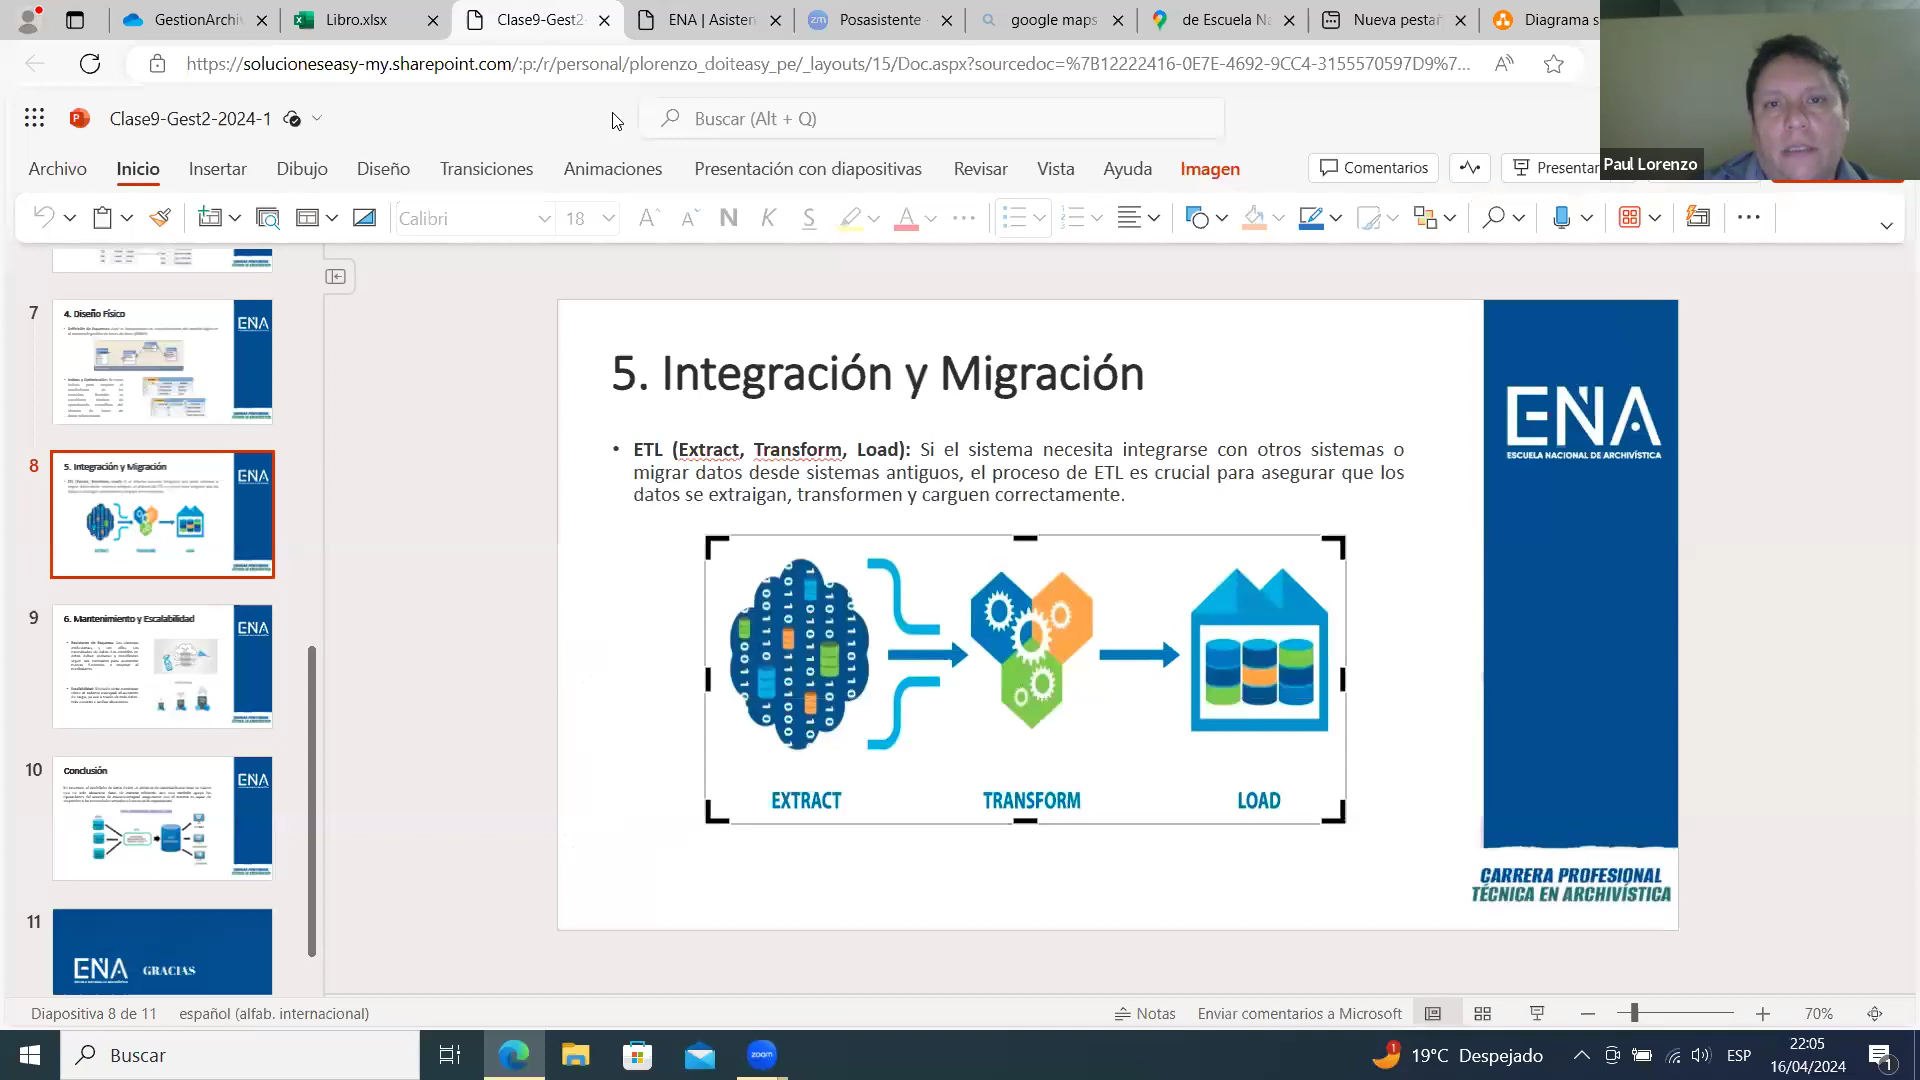 GestionArchi
Libro.xlsx
Clase9-Gest2-
ENA | Asisten
Posasistente
google maps
de Escuela Na
Nueva pestañ
Diagrama s
https://solucioneseasy-my.sharepoint.com/:p:/r/personal/plorenzo_doiteasy_pe/_layouts/15/Doc.aspx?sourcedoc=%7B12222416-0E7E-4692-9CC4-3155570597D9%7...
Clase9-Gest2-2024-1
Buscar (Alt + Q)
Paul Lorenzo
Archivo
Inicio
Insertar
Dibujo
Diseño
Transiciones
Animaciones
Presentación con diapositivas
Revisar
Vista
Ayuda
Imagen
Comentarios
Presentar
Calibri
18
N K S
7
4. Diseño Físico
ENA
8
5. Integración y Migración
ENA
9
6. Mantenimiento y Escalabilidad
ENA
10
Conclusión
ENA
11
ENA GRACIAS
5. Integración y Migración
• ETL (Extract, Transform, Load): Si el sistema necesita integrarse con otros sistemas o
migrar datos desde sistemas antiguos, el proceso de ETL es crucial para asegurar que los
datos se extraigan, transformen y carguen correctamente.
EXTRACT
TRANSFORM
LOAD
ENA
ESCUELA NACIONAL DE ARCHIVÍSTICA
CARRERA PROFESIONAL
TÉCNICA EN ARCHIVÍSTICA
Diapositiva 8 de 11
español (alfab. internacional)
Notas
Enviar comentarios a Microsoft
70%
Buscar
zoom
1
19°C Despejado
ESP
22:05
16/04/2024
1